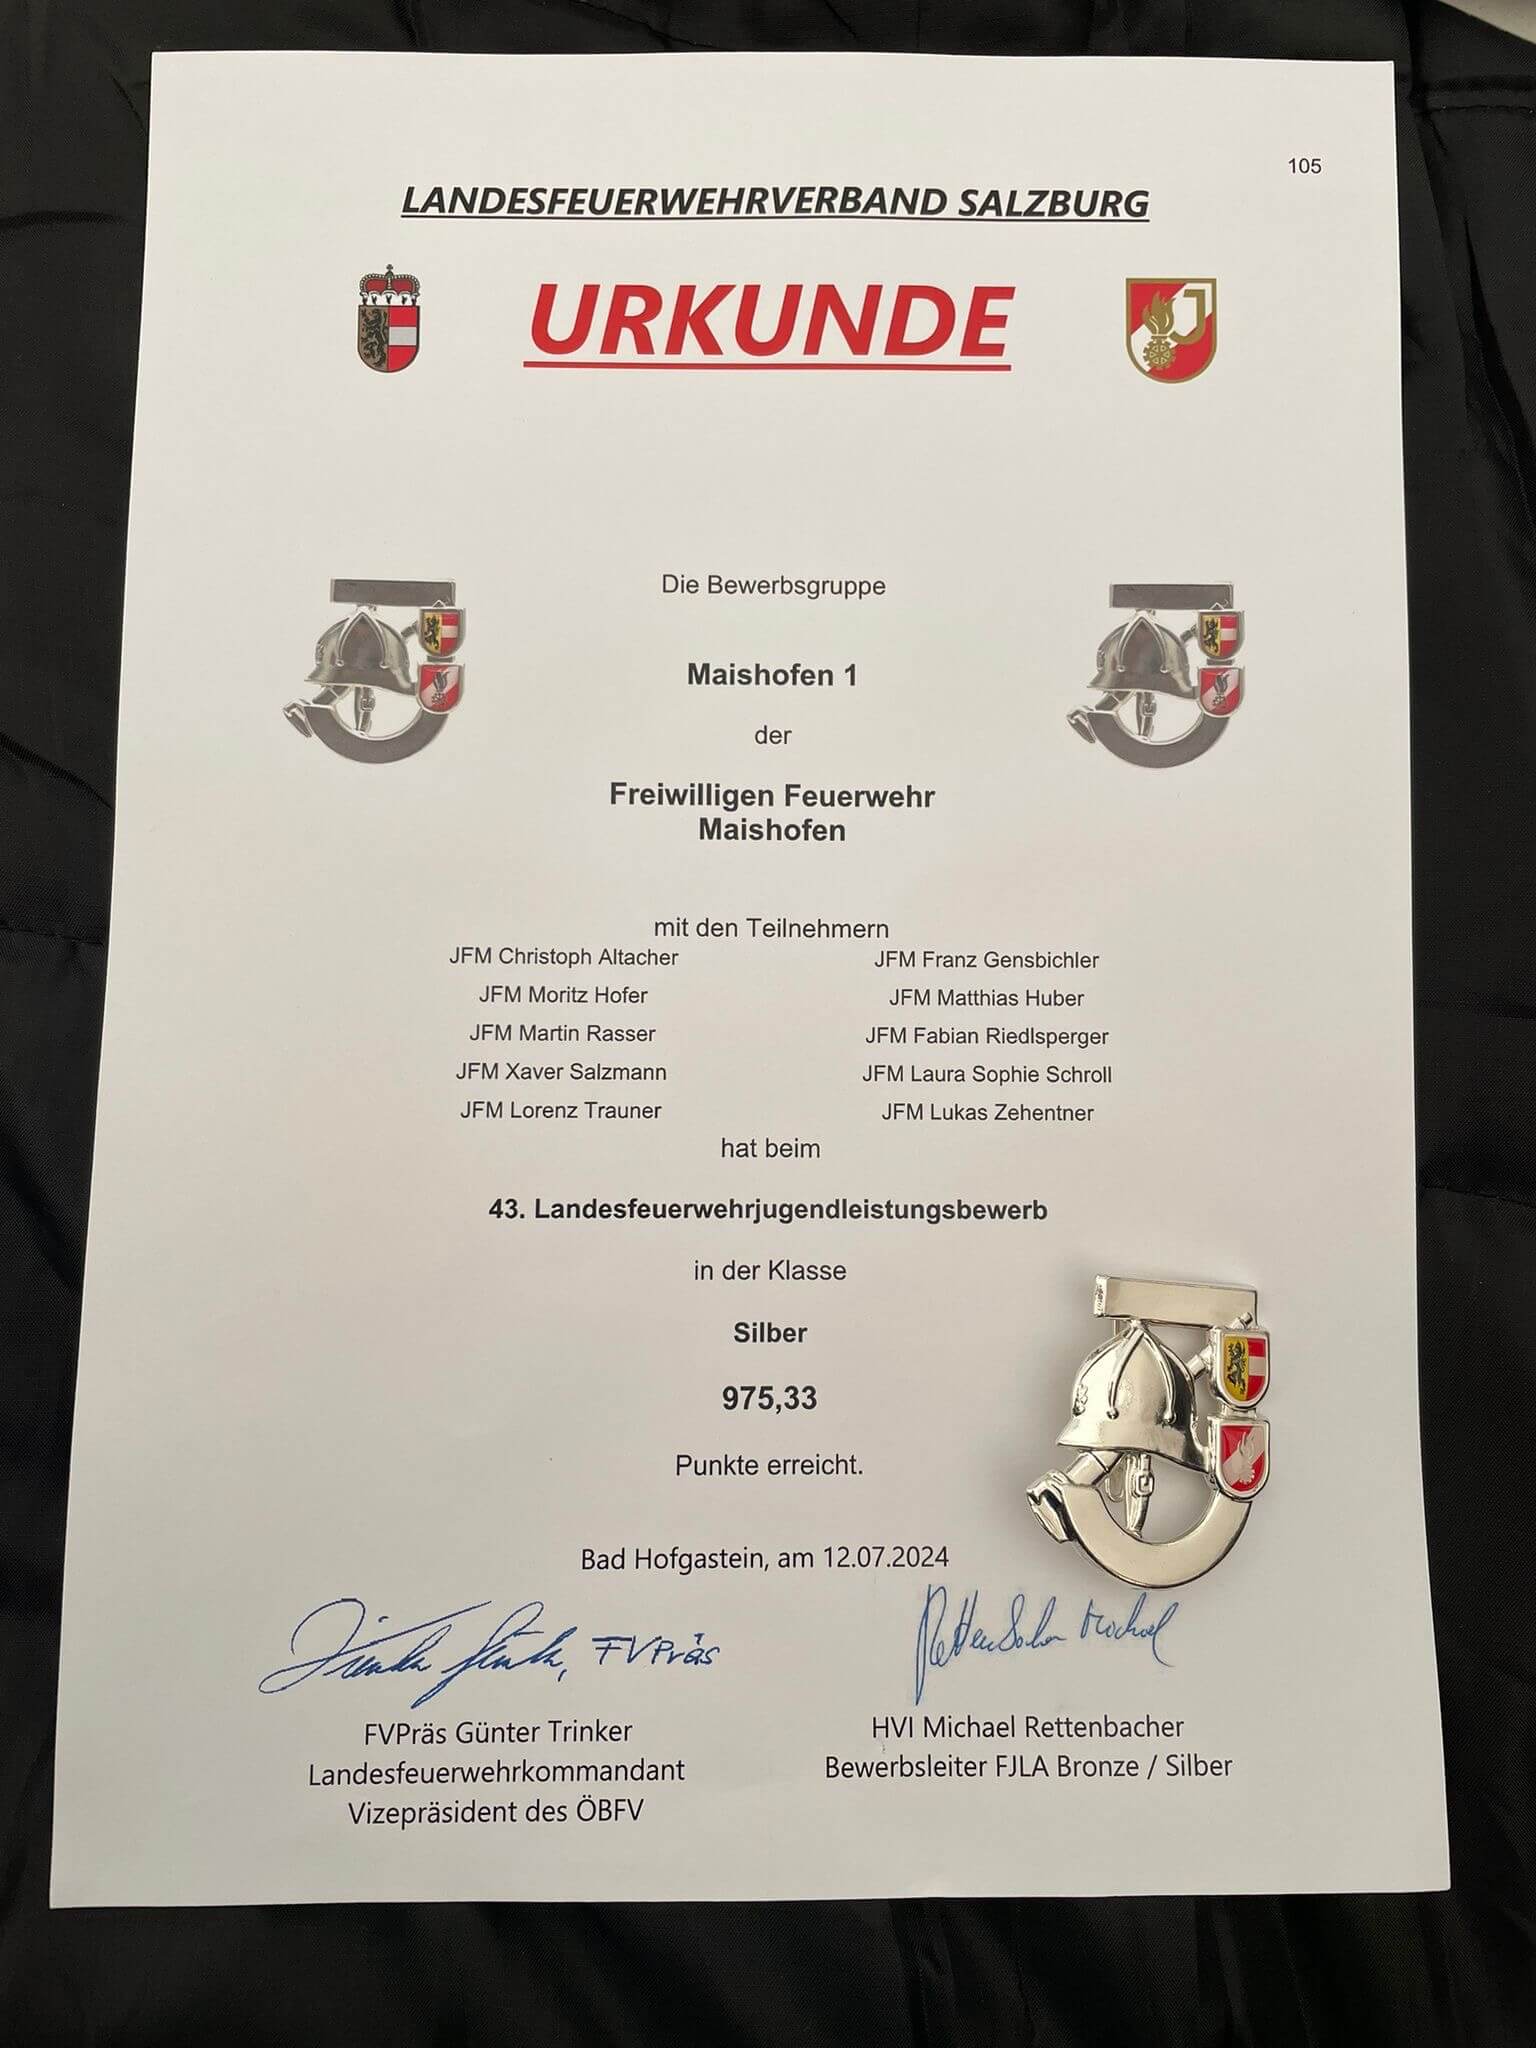 105
LANDESFEUERWEHRVERBAND SALZBURG
URKUNDE
J
Die Bewerbsgruppe
Maishofen 1
der
Freiwilligen Feuerwehr
Maishofen
mit den Teilnehmern
JFM Christoph Altacher JFM Franz Gensbichler
JFM Moritz Hofer JFM Matthias Huber
JFM Martin Rasser JFM Fabian Riedlsperger
JFM Xaver Salzmann JFM Laura Sophie Schroll
JFM Lorenz Trauner JFM Lukas Zehentner
hat beim
43. Landesfeuerwehrjugendleistungsbewerb
in der Klasse
Silber
975,33
Punkte erreicht.
Bad Hofgastein, am 12.07.2024
FVPräs
FVPräs Günter Trinker
Landesfeuerwehrkommandant
Vizepräsident des ÖBFV
HVI Michael Rettenbacher
Bewerbsleiter FJLA Bronze / Silber